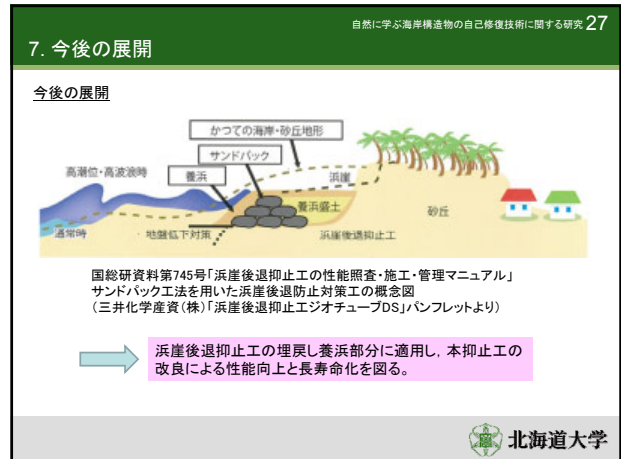 自然に学ぶ海岸構造物の自己修復技術に関する研究 27
7. 今後の展開
今後の展開
かつての海岸・砂丘地形
サンドパック
高潮位・高波浪時
養浜
浜崖
養浜盛土
砂丘
通常時
地盤低下対策
浜崖後退抑止工
国総研資料第745号「浜崖後退抑止工の性能照査・施工・管理マニュアル」
サンドパック工法を用いた浜崖後退防止対策工の概念図
(三井化学産資(株)「浜崖後退抑止工ジオチューブDS」パンフレットより)
浜崖後退抑止工の埋戻し養浜部分に適用し,本抑止工の
改良による性能向上と長寿命化を図る。
北海道大学